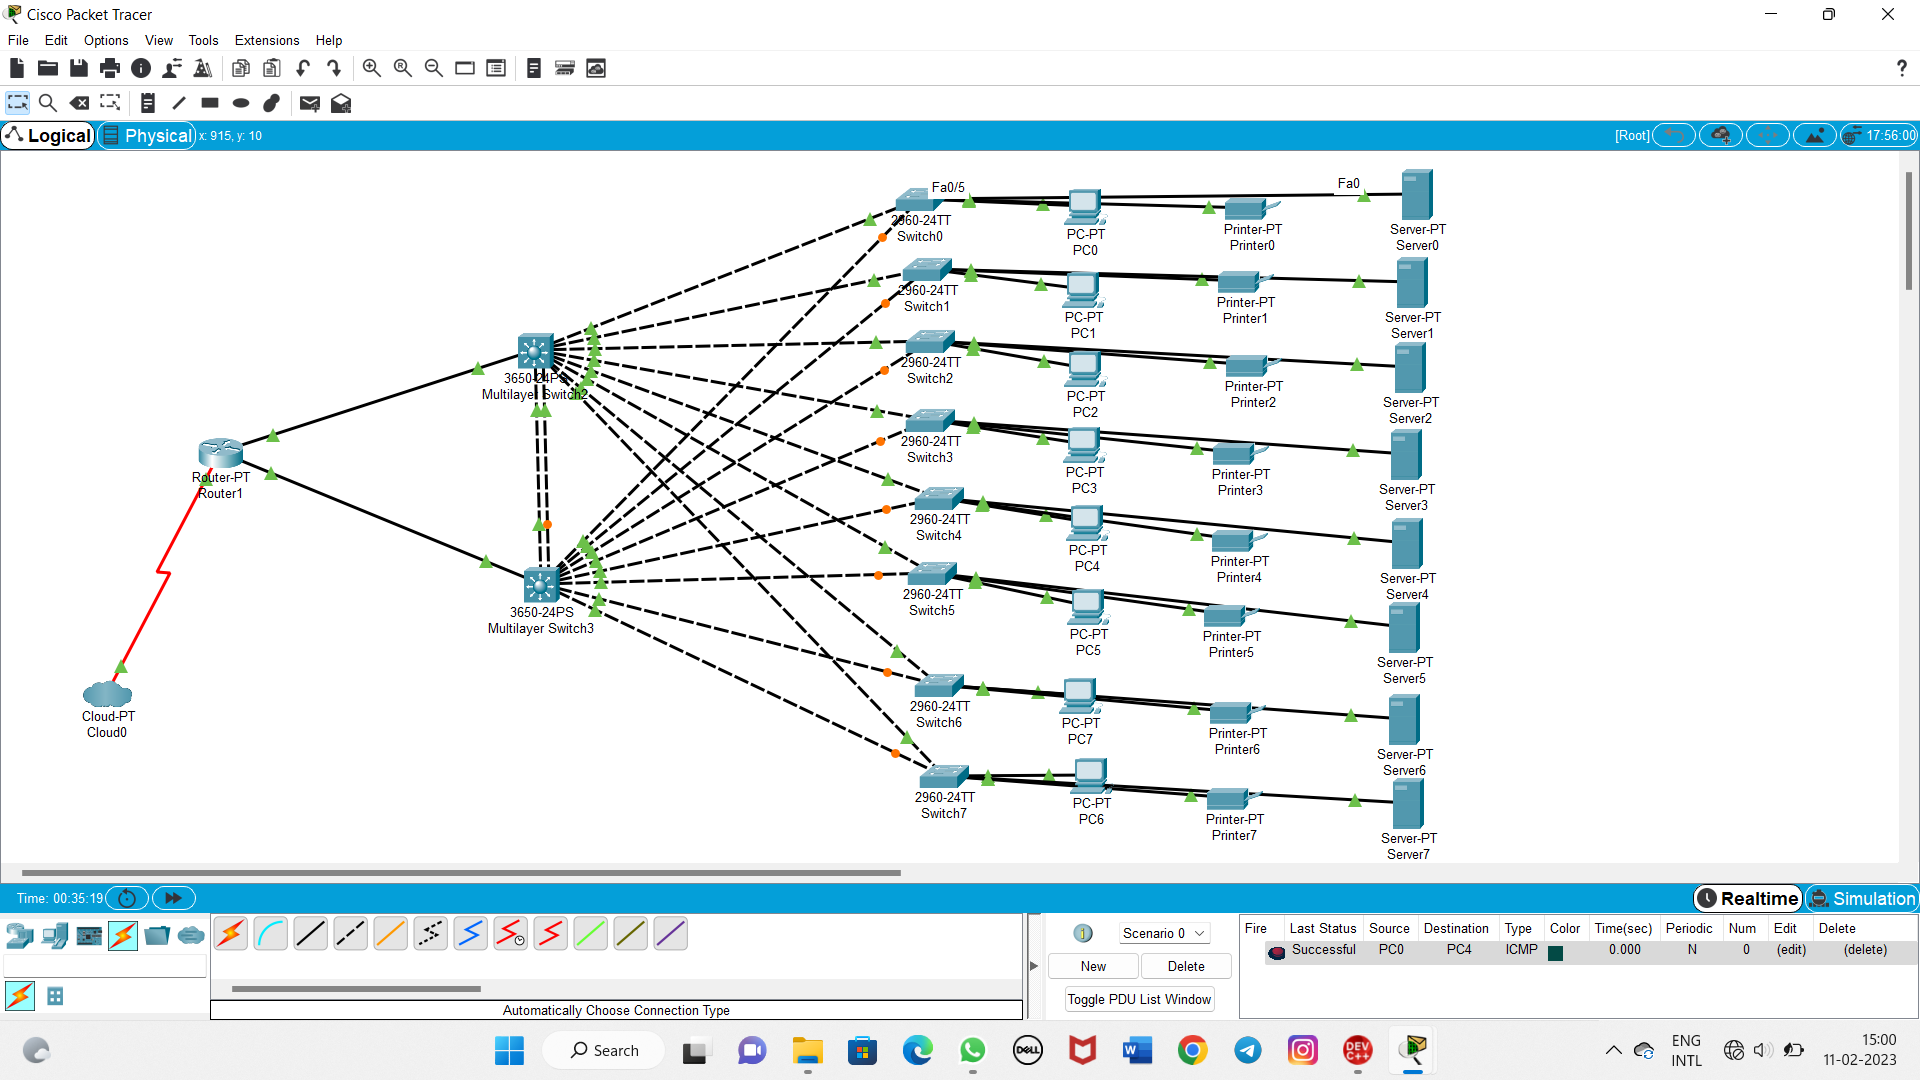 Cisco Packet Tracer
File Edit Options View Tools Extensions Help
Logical Physical x: 915, y: 10 [Root] 17:56:00
Fa0/5
Fa0
2960-24TT
Switch0
PC-PT
PC0
Printer-PT
Printer0
Server-PT
Server0
2960-24TT
Switch1
PC-PT
PC1
Printer-PT
Printer1
Server-PT
Server1
2960-24TT
Switch2
PC-PT
PC2
Printer-PT
Printer2
Server-PT
Server2
3650-24PS
Multilayer Switch2
2960-24TT
Switch3
PC-PT
PC3
Printer-PT
Printer3
Server-PT
Server3
Router-PT
Router1
2960-24TT
Switch4
PC-PT
PC4
Printer-PT
Printer4
Server-PT
Server4
3650-24PS
Multilayer Switch3
2960-24TT
Switch5
PC-PT
PC5
Printer-PT
Printer5
Server-PT
Server5
Cloud-PT
Cloud0
2960-24TT
Switch6
PC-PT
PC7
Printer-PT
Printer6
Server-PT
Server6
2960-24TT
Switch7
PC-PT
PC6
Printer-PT
Printer7
Server-PT
Server7
Time: 00:35:19 Realtime Simulation
Scenario 0
New Delete
Toggle PDU List Window
Fire Last Status Source Destination Type Color Time(sec) Periodic Num Edit Delete
Successful PC0 PC4 ICMP 0.000 N 0 (edit) (delete)
Automatically Choose Connection Type
Search
DELL
DEV
C++
ENG
INTL
15:00
11-02-2023